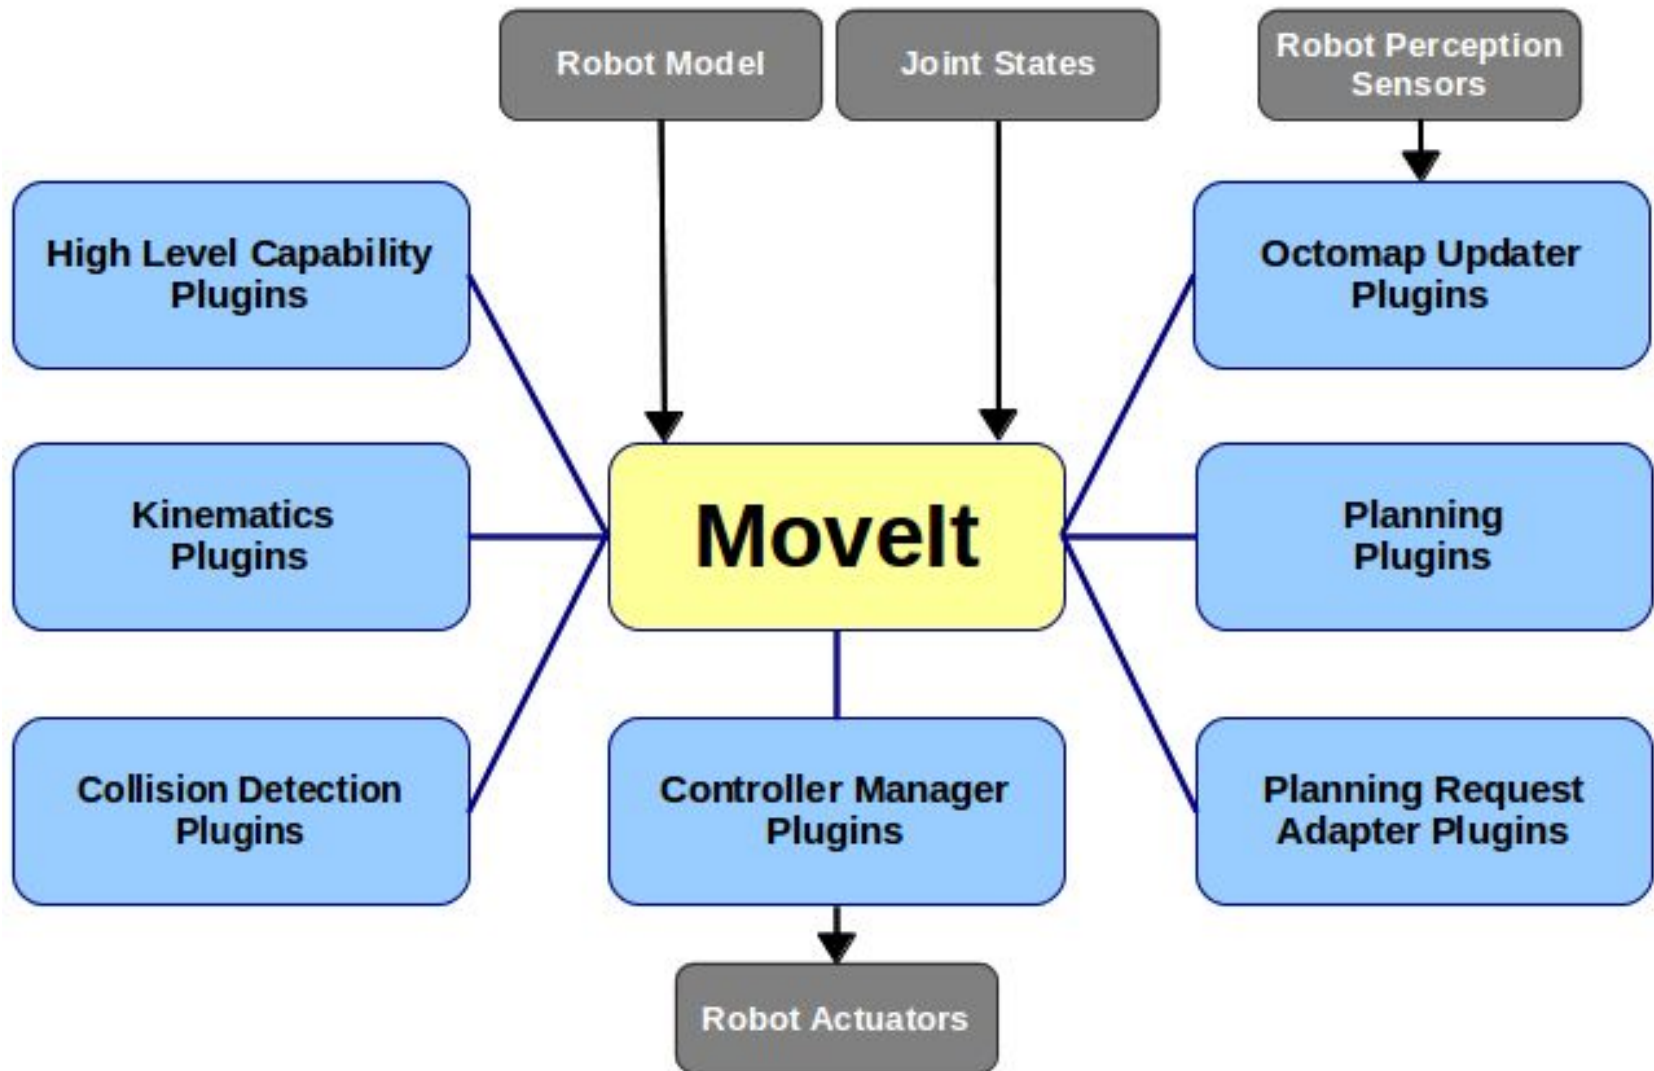 Robot Model
Joint States
Robot Perception
Sensors
High Level Capability
Plugins
Octomap Updater
Plugins
Kinematics
Plugins
MoveIt
Planning
Plugins
Collision Detection
Plugins
Controller Manager
Plugins
Planning Request
Adapter Plugins
Robot Actuators